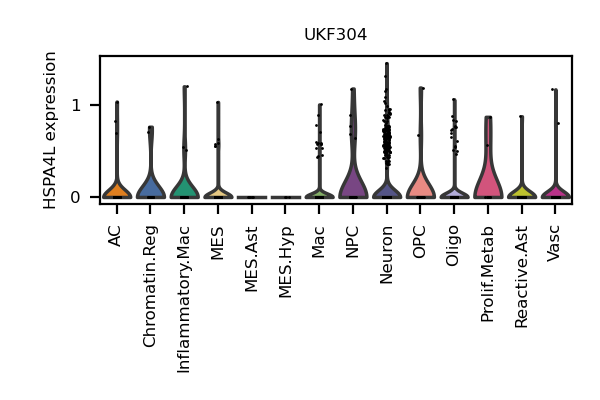 UKF304
HSPA4L expression
1
0
AC
Chromatin.Reg
Inflammatory.Mac
MES
MES.Ast
MES.Hyp
Mac
NPC
Neuron
OPC
Oligo
Prolif.Metab
Reactive.Ast
Vasc